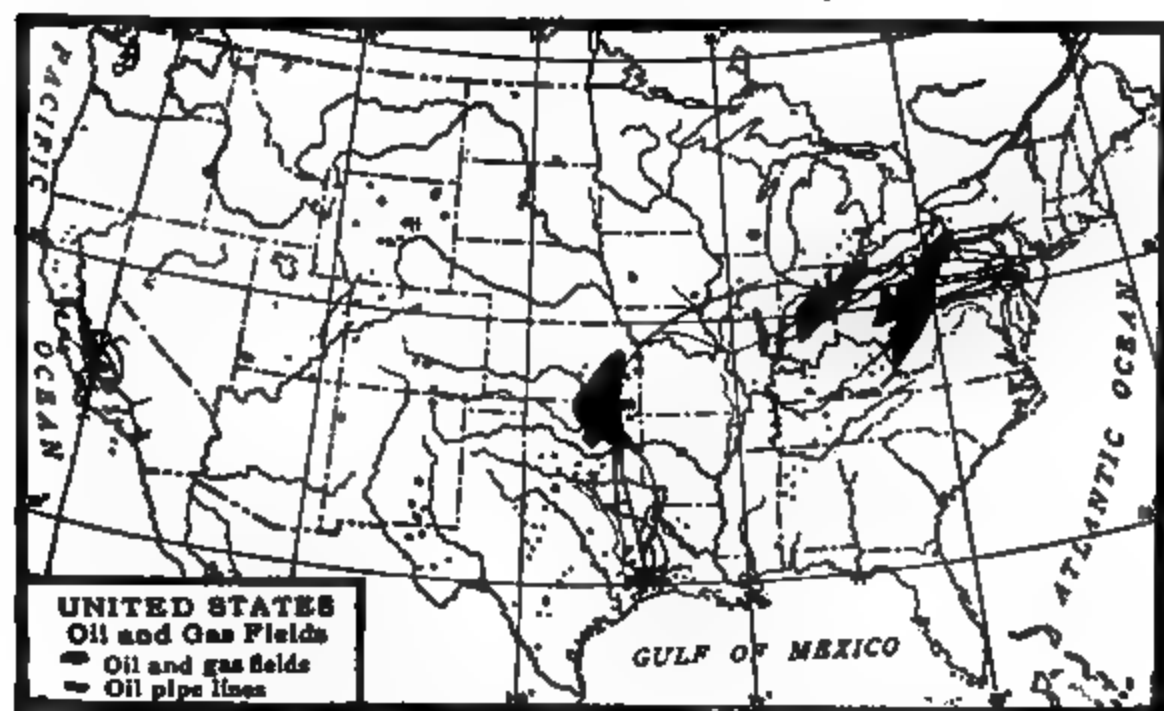 PACIFIC
OCEAN
ATLANTIC OCEAN
GULF OF MEXICO
UNITED STATES
Oil and Gas Fields
Oil and gas fields
Oil pipe lines